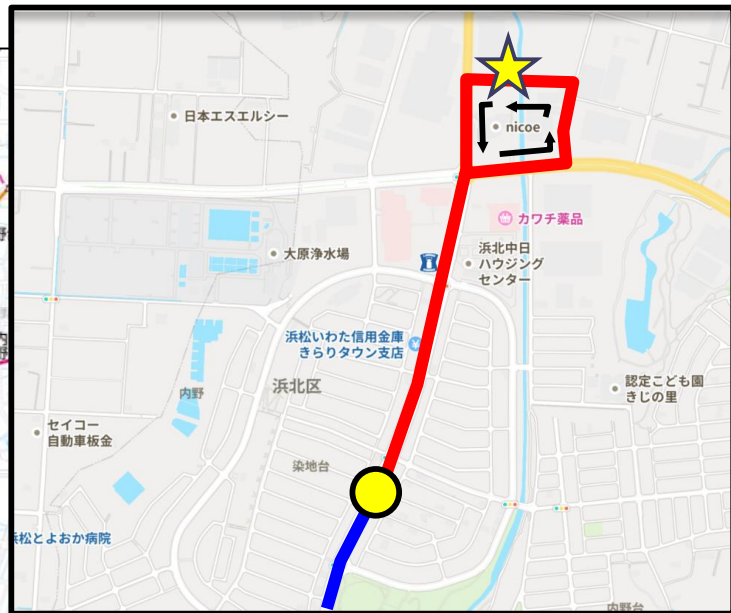 日本エスエルシー
nicoe
カワチ薬品
大原浄水場
浜北中日
ハウジング
センター
浜松いわた信用金庫
きらりタウン支店
内野
浜北区
認定こども園
きじの里
セイコー
自動車板金
染地台
浜松とよおか病院
内野台